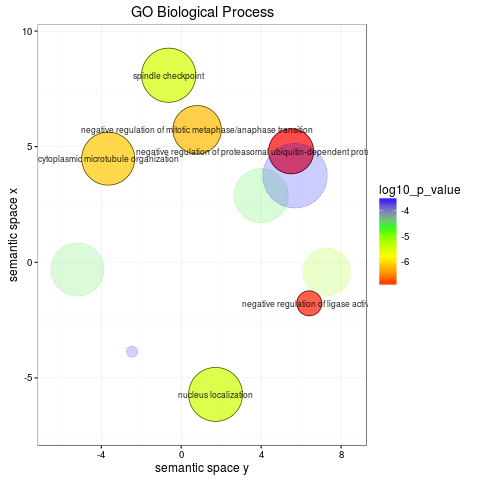 GO Biological Process
10
5
0
-5
semantic space x
spindle checkpoint
negative regulation of mitotic metaphase/anaphase transition
negative regulation of proteasomal ubiquitin-dependent prot
cytoplasmic microtubule organization
negative regulation of ligase activ
nucleus localization
-4
0
4
8
semantic space y
log10_p_value
-4
-5
-6